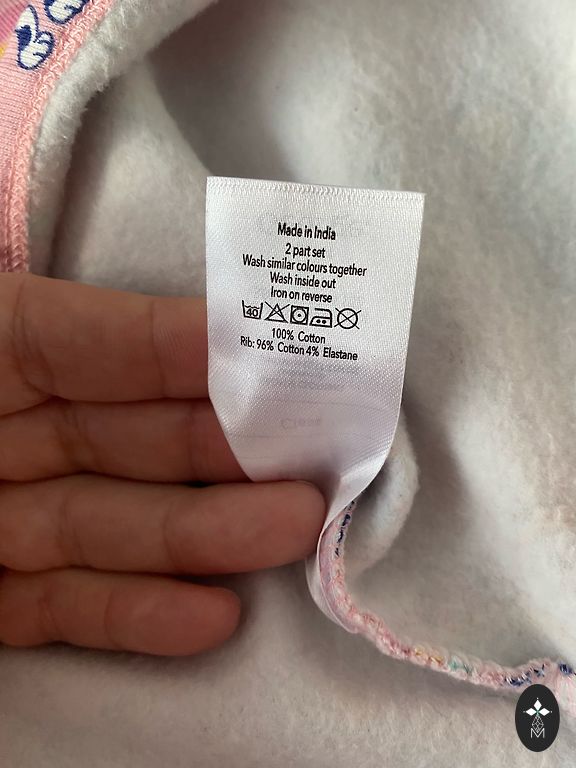 Made in India
2 part set
Wash similar colours together
Wash inside out
Iron on reverse
40
100% Cotton
Rib: 96% Cotton 4% Elastane
M